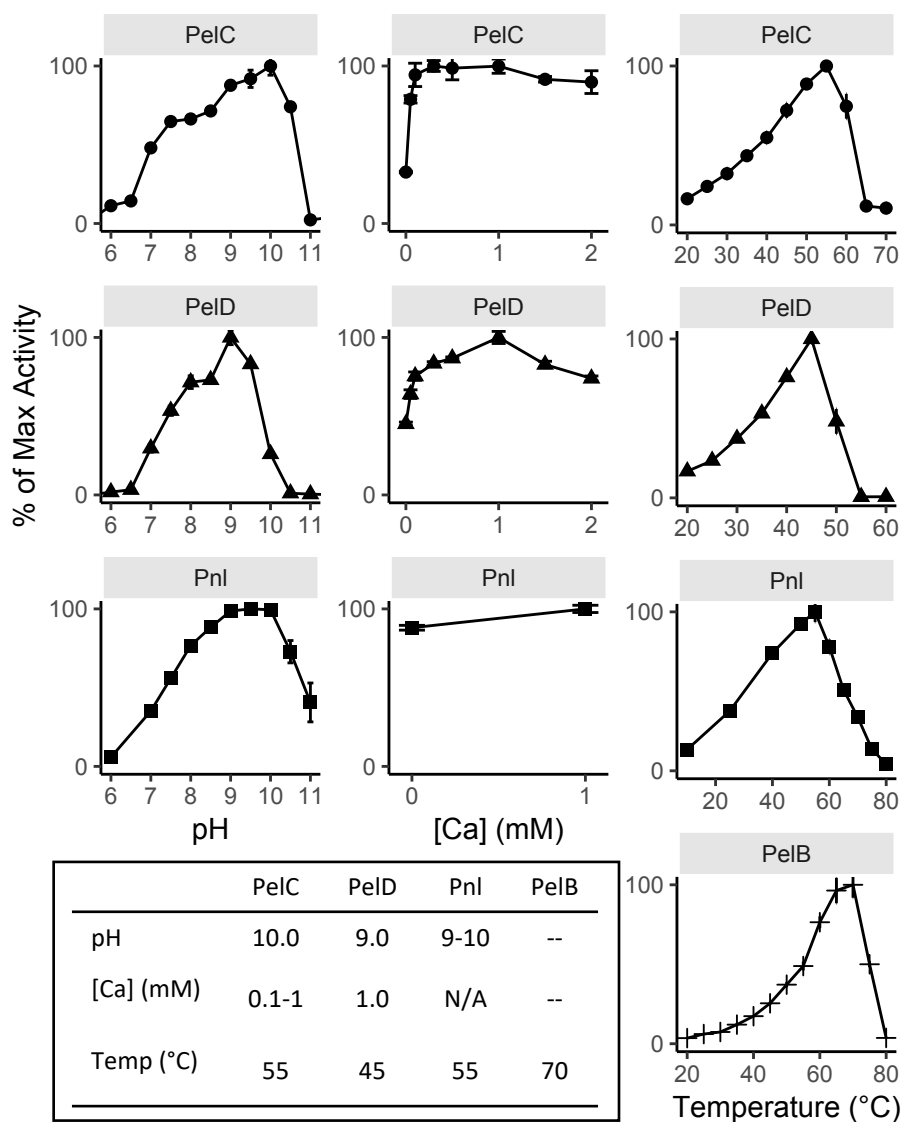 PelC PelC PelC
100 100 100
0 0 0
6 7 8 9 10 11 0 1 2 20 30 40 50 60 70
PelD PelD PelD
100 100 100
0 0 0
6 7 8 9 10 11 0 1 2 20 30 40 50 60
% of Max Activity
Pnl Pnl Pnl
100 100 100
0 0 0
6 7 8 9 10 11 0 1 20 40 60 80
pH [Ca] (mM)
PelB
100
0
20 40 60 80
Temperature (°C)
PelC PelD Pnl PelB
pH 10.0 9.0 9-10 --
[Ca] (mM) 0.1-1 1.0 N/A --
Temp (°C) 55 45 55 70